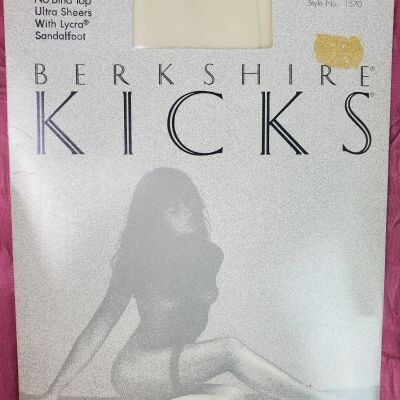 No Bind Top
Ultra Sheers
With Lycra®
Sandalfoot
Style No. 1570
BERKSHIRE®
KICKS®